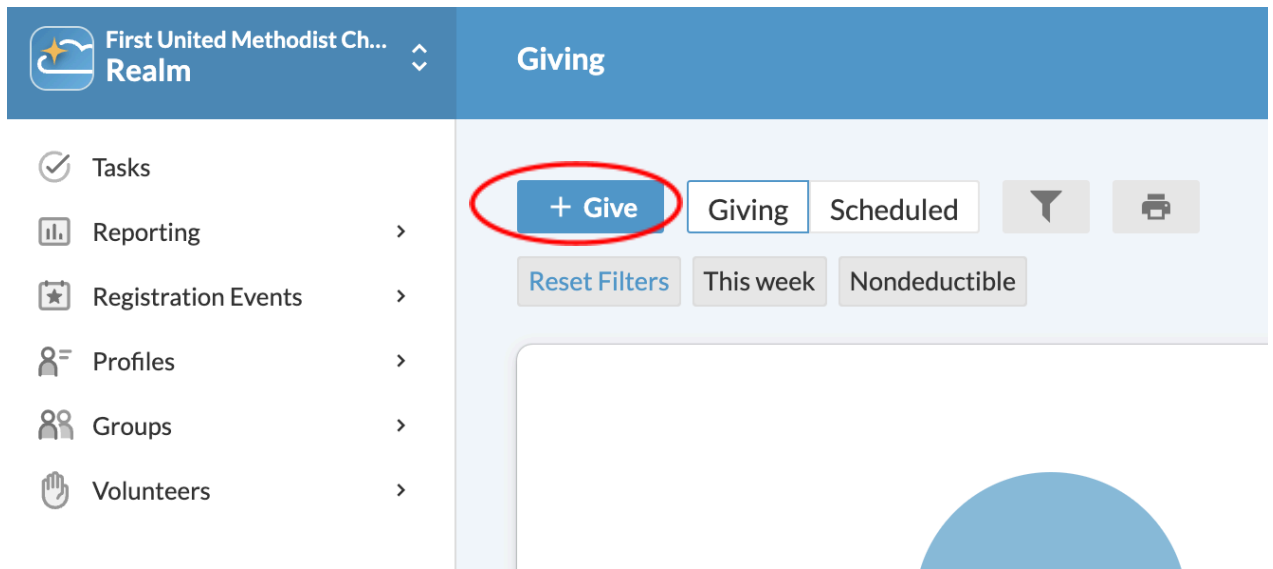 First United Methodist Ch...
Realm
Giving
Tasks
Reporting
Registration Events
Profiles
Groups
Volunteers
+ Give
Giving
Scheduled
Reset Filters
This week
Nondeductible